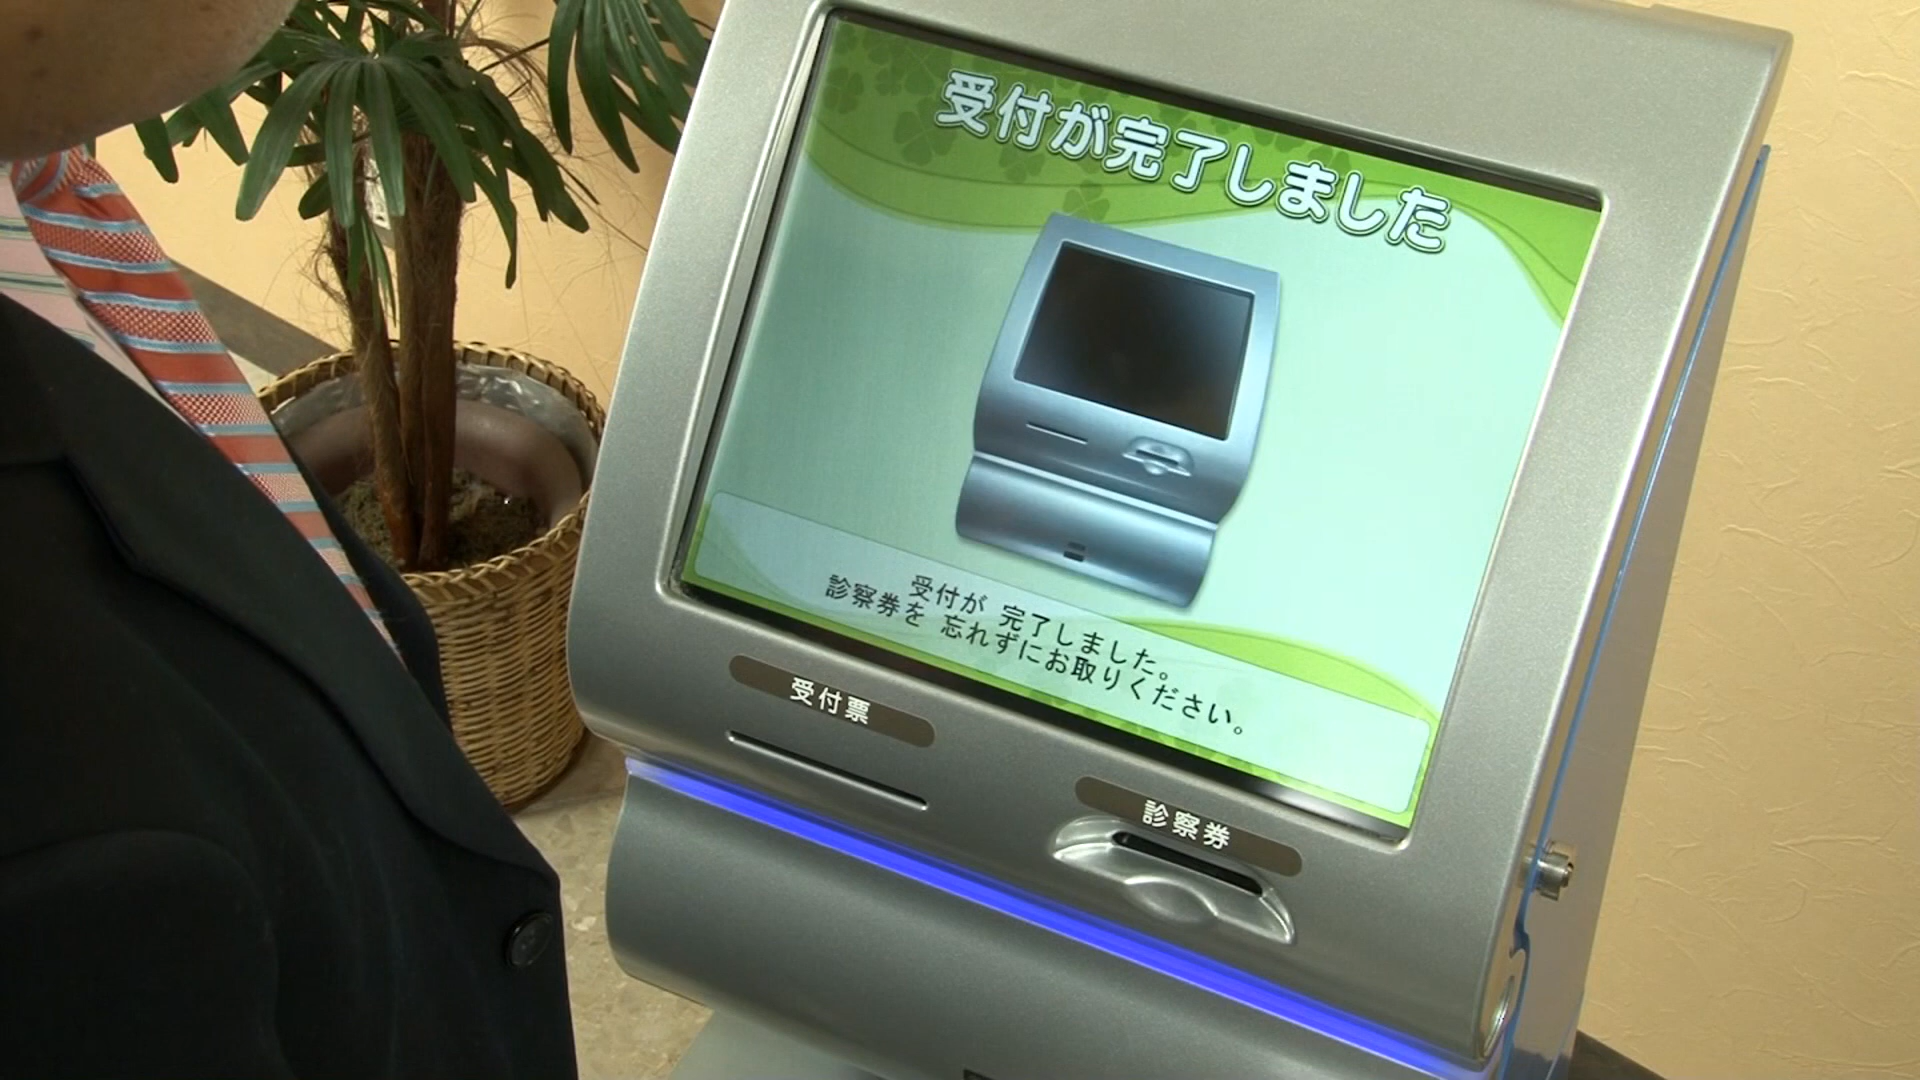 受付が完了しました
受付が 完了しました。
診察券を 忘れずにお取りください。
受付票
診察券